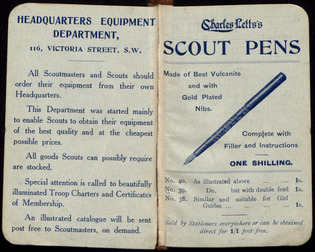 HEADQUARTERS EQUIPMENT
DEPARTMENT,
116, VICTORIA STREET, S.W.
All Scoutmasters and Scouts should
order their equipment from their own
Headquarters.
This Department was started mainly
to enable Scouts to obtain their equipment
of the best quality and at the cheapest
possible prices.
All goods Scouts can possibly require
are stocked.
Special attention is called to beautifully
illuminated Troop Charters and Certificates
of Membership.
An illustrated catalogue will be sent
post free to Scoutmasters, on demand.
Charles Letts's
SCOUT PENS
Made of Best Vulcanite
and with
Gold Plated
Nibs.
Complete with
Filler and Instructions
ONE SHILLING.
No. 40. As illustrated above ... ... 1s.
No. 39. Do. but with double feed 1s.
No. 38. Similar and suitable for Girl
Guides ... ... ... ... 1s.
Sold by Stationers everywhere or can be obtained
direct for 1/1 post free.